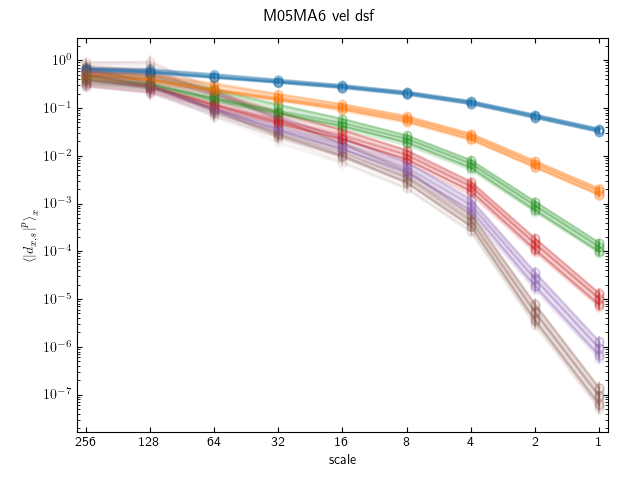 M05MA6 vel dsf
10⁰
10⁻¹
10⁻²
10⁻³
10⁻⁴
10⁻⁵
10⁻⁶
10⁻⁷
⟨|d_{x,s}|^p⟩_x
256 128 64 32 16 8 4 2 1
scale